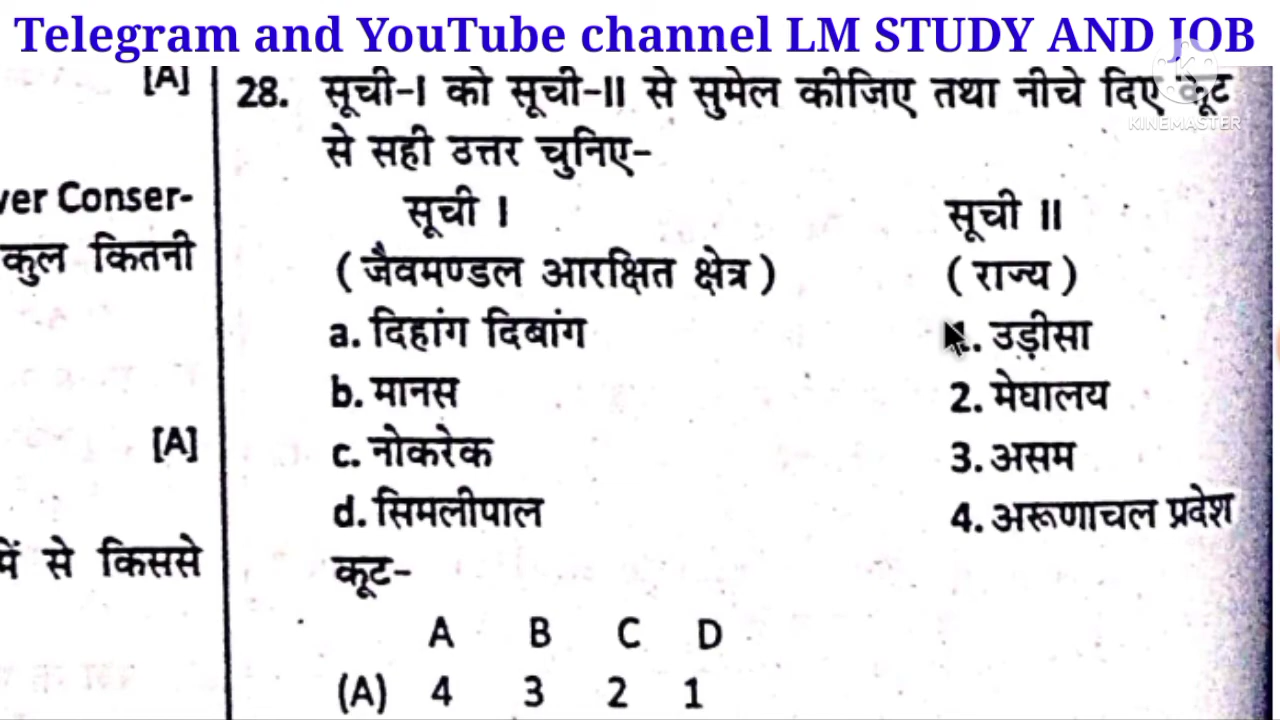 Telegram and YouTube channel LM STUDY AND JOB
[A]
28. सूची-I को सूची-II से सुमेल कीजिए तथा नीचे दिए कूट
KINEMASTER
से सही उत्तर चुनिए-
ver Conser-
सूची I सूची II
कुल कितनी
( जैवमण्डल आरक्षित क्षेत्र ) ( राज्य )
a. दिहांग दिबांग 1. उड़ीसा
b. मानस 2. मेघालय
[A]
c. नोकरेक 3. असम
d. सिमलीपाल 4. अरूणाचल प्रदेश
में से किससे
कूट-
A B C D
(A) 4 3 2 1